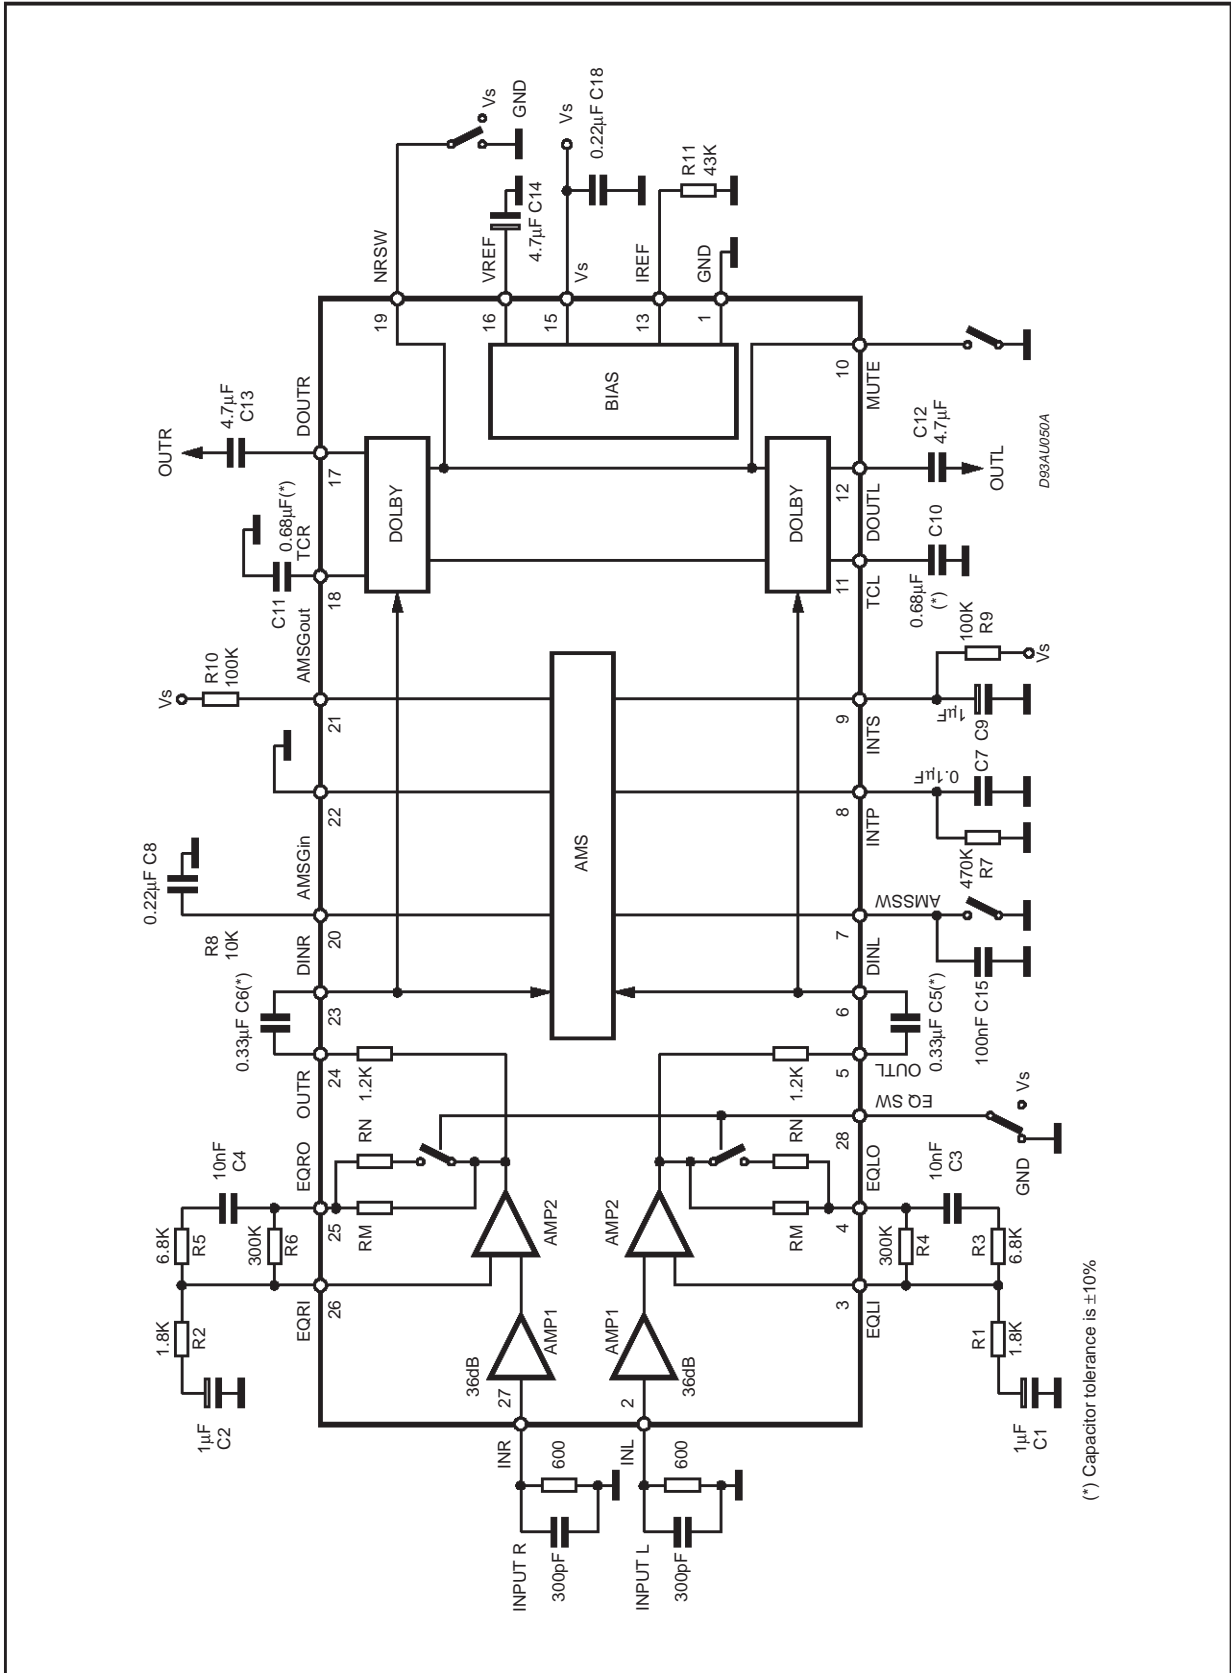 OUTR
4.7µF
C13
DOUTR
17
0.68µF(*)
TCR
C11
18
AMSGout
Vs
R10
100K
21
22
AMSGin
0.22µF C8
R8
10K
20
DINR
0.33µF C6(*)
23
OUTR
24
1.2K
EQRO
10nF
C4
25
6.8K
R5
300K
R6
RN
RM
EQRI
26
1.8K
R2
1µF
C2
AMP2
AMP1
36dB
27
INR
INPUT R
600
300pF
NRSW
19
Vs
GND
VREF
16
4.7µF C14
Vs
15
Vs
0.22µF C18
IREF
13
R11
43K
GND
1
BIAS
DOLBY
AMS
DOLBY
10
MUTE
C12
4.7µF
12
DOUTL
OUTL
D93AU050A
11
TCL
C10
0.68µF
(*)
100K
R9
Vs
9
INTS
1µF
C9
8
INTP
0.1µF
C7
470K
R7
7
AMSSW
100nF C15
6
DINL
0.33µF C5(*)
5
OUTL
1.2K
EQ SW
28
Vs
GND
RN
RM
EQLO
4
10nF
C3
300K
R4
R3
6.8K
3
EQLI
R1
1.8K
1µF
C1
AMP2
AMP1
36dB
2
INL
INPUT L
600
300pF
(*) Capacitor tolerance is ±10%